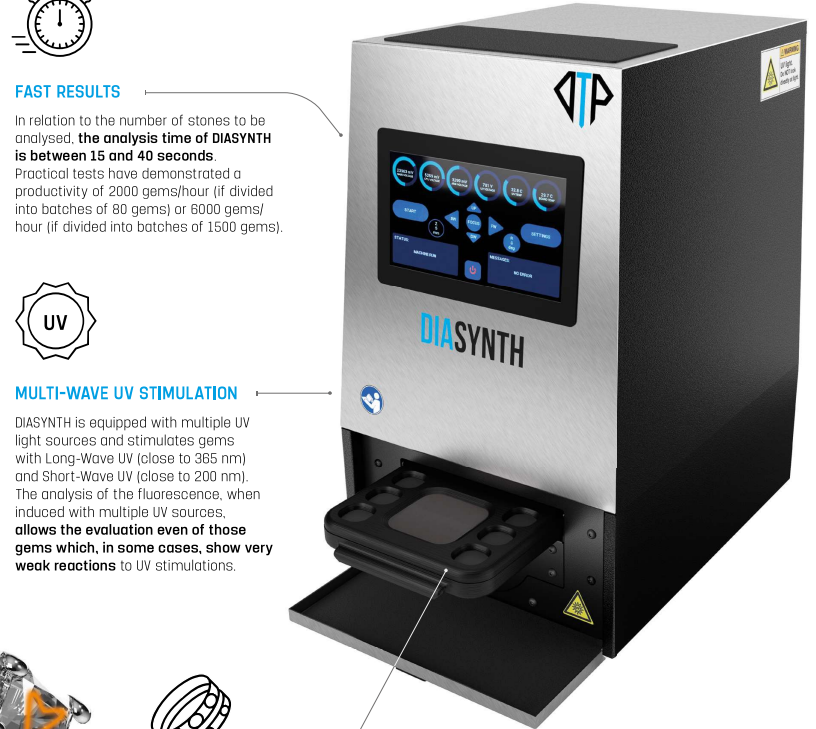 FAST RESULTS
In relation to the number of stones to be
analysed, the analysis time of DIASYNTH
is between 15 and 40 seconds.
Practical tests have demonstrated a
productivity of 2000 gems/hour (if divided
into batches of 80 gems) or 6000 gems/
hour (if divided into batches of 1500 gems).
UV
MULTI-WAVE UV STIMULATION
DIASYNTH is equipped with multiple UV
light sources and stimulates gems
with Long-Wave UV (close to 365 nm)
and Short-Wave UV (close to 200 nm).
The analysis of the fluorescence, when
induced with multiple UV sources,
allows the evaluation even of those
gems which, in some cases, show very
weak reactions to UV stimulations.
DTP
WARNING
UV light.
START
FOCUS
SETTINGS
STATUS
MACHINE RUN
MESSAGES
NO ERROR
DIASYNTH